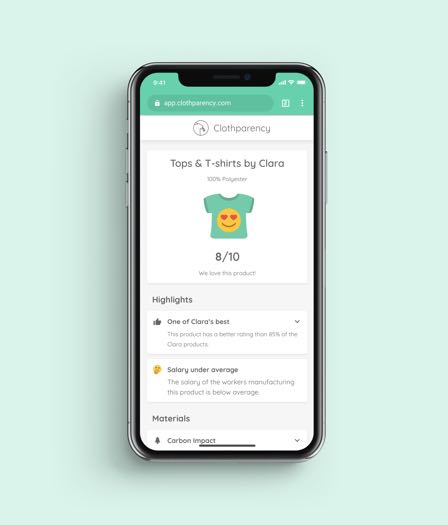 9:41
app.clothparency.com
Clothparency
Tops & T-shirts by Clara
100% Polyester
8/10
We love this product!
Highlights
One of Clara's best
This product has a better rating than 85% of the
Clara products.
Salary under average
The salary of the workers manufacturing
this product is below average.
Materials
Carbon Impact